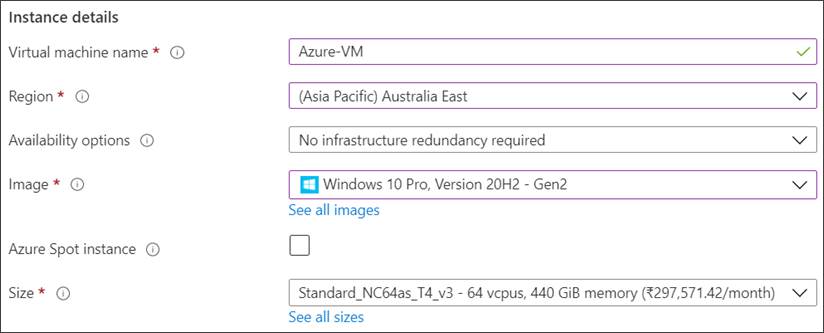 Instance details
Virtual machine name * Azure-VM
Region * (Asia Pacific) Australia East
Availability options No infrastructure redundancy required
Image * Windows 10 Pro, Version 20H2 - Gen2
See all images
Azure Spot instance
Size * Standard_NC64as_T4_v3 - 64 vcpus, 440 GiB memory (₹297,571.42/month)
See all sizes